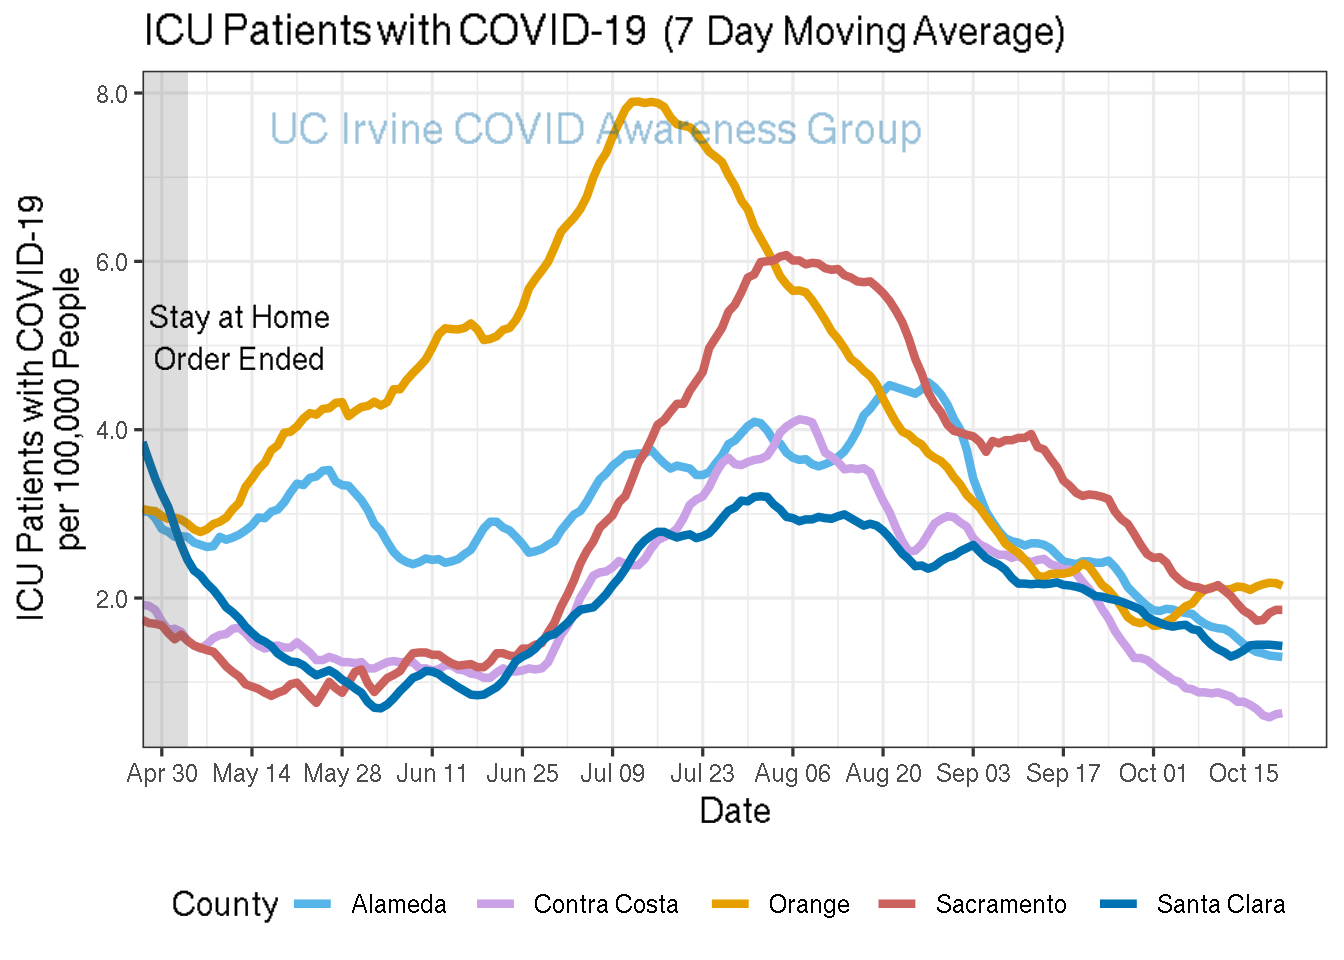 ICU Patients with COVID-19 (7 Day Moving Average)
UC Irvine COVID Awareness Group
ICU Patients with COVID-19
per 100,000 People
8.0
6.0
4.0
2.0
Stay at Home
Order Ended
Apr 30 May 14 May 28 Jun 11 Jun 25 Jul 09 Jul 23 Aug 06 Aug 20 Sep 03 Sep 17 Oct 01 Oct 15
Date
County Alameda Contra Costa Orange Sacramento Santa Clara